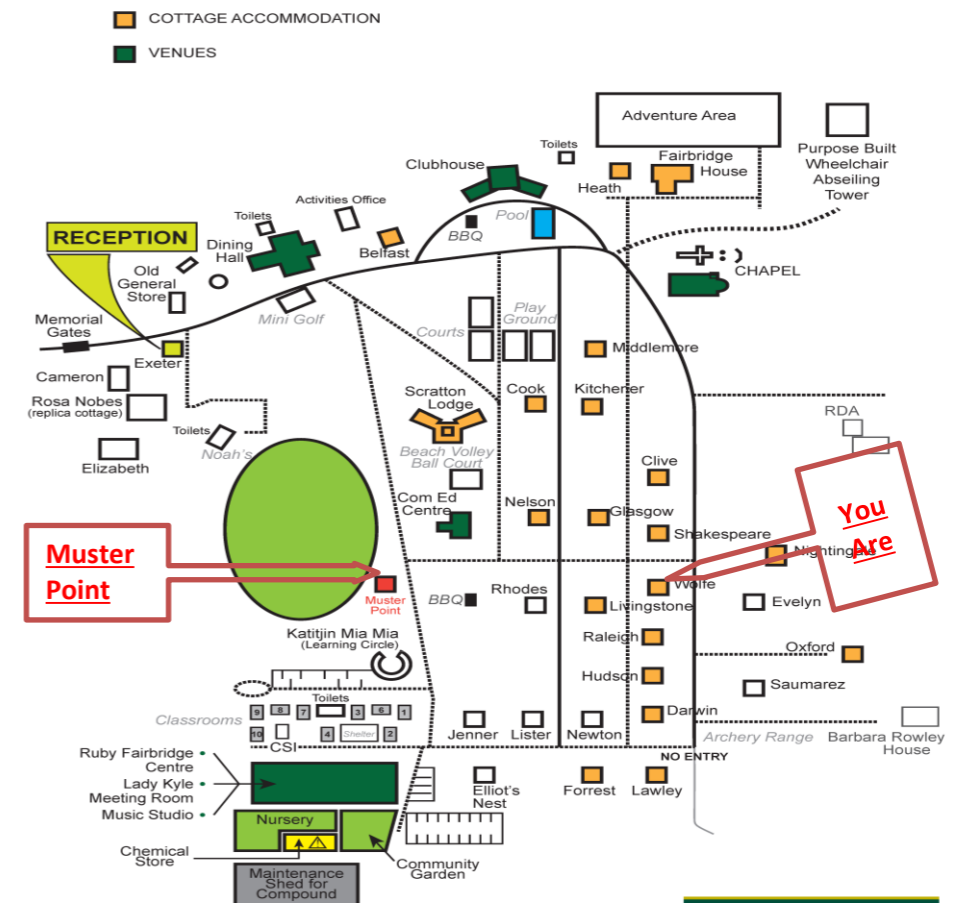 COTTAGE ACCOMMODATION
VENUES
Adventure Area
Purpose Built
Wheelchair
Abseiling
Tower
Toilets
Clubhouse
Fairbridge
House
Heath
Activities Office
Toilets
Pool
BBQ
RECEPTION
Dining
Hall
Belfast
: )
CHAPEL
Old
General
Store
Mini Golf
Memorial
Gates
Courts
Play
Ground
Exeter
Middlemore
Cameron
Rosa Nobes
(replica cottage)
Scratton
Lodge
Cook
Kitchener
RDA
Toilets
Noah's
Beach Volley
Ball Court
Elizabeth
Clive
Com Ed
Centre
Nelson
Glasgow
Shakespeare
You
Are
Nightingale
Muster
Point
Muster
Point
BBQ
Rhodes
Wolfe
Livingstone
Evelyn
Katitjin Mia Mia
(Learning Circle)
Raleigh
Oxford
Hudson
Saumarez
Toilets
Classrooms
9
8
7
3
6
1
10
4
Shelter
2
CSI
Jenner
Lister
Newton
Darwin
Archery Range
Barbara Rowley
House
NO ENTRY
Ruby Fairbridge
Centre
Lady Kyle
Meeting Room
Music Studio
Elliot's
Nest
Forrest
Lawley
Nursery
Chemical
Store
Community
Garden
Maintenance
Shed for
Compound